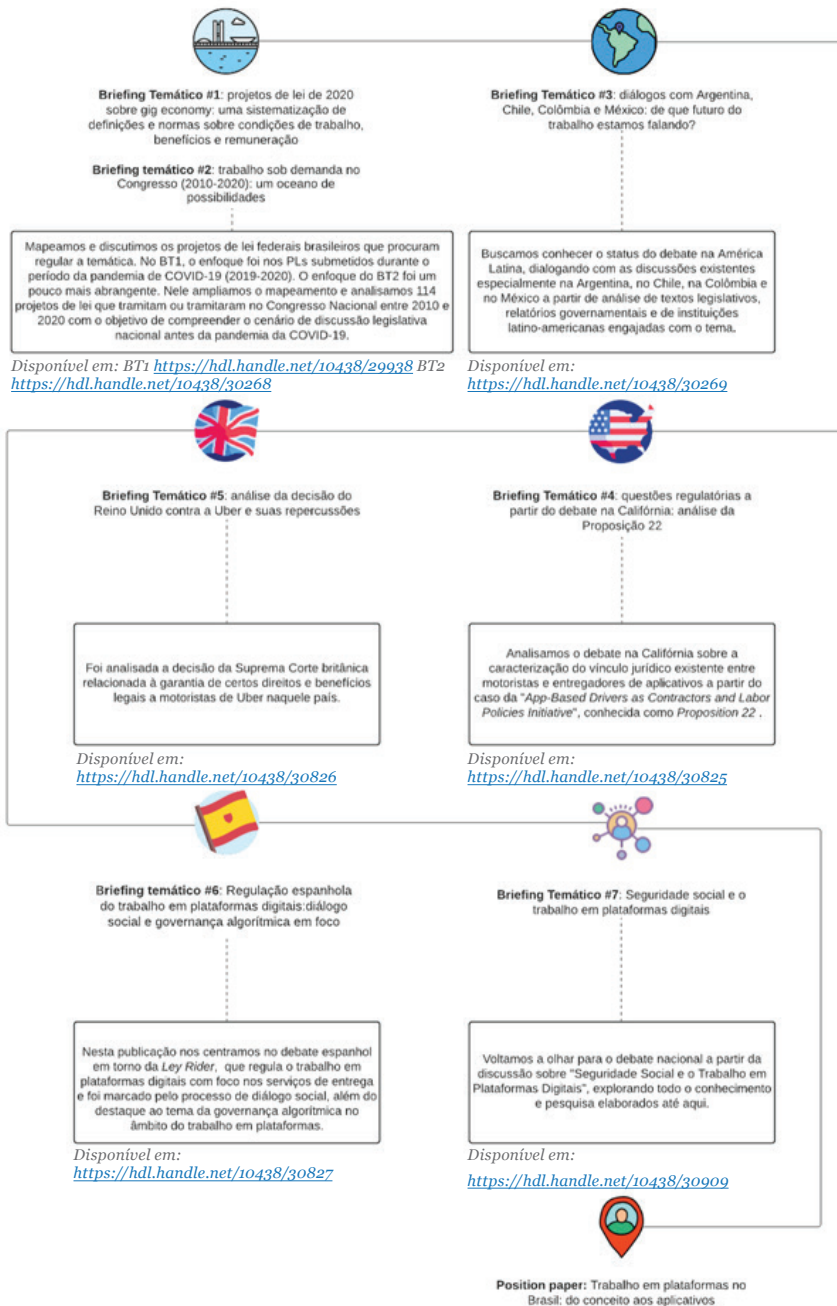 Briefing Temático #1: projetos de lei de 2020
sobre gig economy: uma sistematização de
definições e normas sobre condições de trabalho,
benefícios e remuneração
Briefing temático #2: trabalho sob demanda no
Congresso (2010-2020): um oceano de
possibilidades
Mapeamos e discutimos os projetos de lei federais brasileiros que procuram
regular a temática. No BT1, o enfoque foi nos PLs submetidos durante o
período da pandemia de COVID-19 (2019-2020). O enfoque do BT2 foi um
pouco mais abrangente. Nele ampliamos o mapeamento e analisamos 114
projetos de lei que tramitam ou tramitaram no Congresso Nacional entre 2010 e
2020 com o objetivo de compreender o cenário de discussão legislativa
nacional antes da pandemia da COVID-19.
Disponível em: BT1 https://hdl.handle.net/10438/29938 BT2
https://hdl.handle.net/10438/30268
Briefing Temático #3: diálogos com Argentina,
Chile, Colômbia e México: de que futuro do
trabalho estamos falando?
Buscamos conhecer o status do debate na América
Latina, dialogando com as discussões existentes
especialmente na Argentina, no Chile, na Colômbia e
no México a partir de análise de textos legislativos,
relatórios governamentais e de instituições
latino-americanas engajadas com o tema.
Disponível em:
https://hdl.handle.net/10438/30269
Briefing Temático #5: análise da decisão do
Reino Unido contra a Uber e suas repercussões
Foi analisada a decisão da Suprema Corte britânica
relacionada à garantia de certos direitos e benefícios
legais a motoristas de Uber naquele país.
Disponível em:
https://hdl.handle.net/10438/30826
Briefing Temático #4: questões regulatórias a
partir do debate na Califórnia: análise da
Proposição 22
Analisamos o debate na Califórnia sobre a
caracterização do vínculo jurídico existente entre
motoristas e entregadores de aplicativos a partir do
caso da "App-Based Drivers as Contractors and Labor
Policies Initiative", conhecida como Proposition 22 .
Disponível em:
https://hdl.handle.net/10438/30825
Briefing temático #6: Regulação espanhola
do trabalho em plataformas digitais:diálogo
social e governança algorítmica em foco
Nesta publicação nos centramos no debate espanhol
em torno da Ley Rider, que regula o trabalho em
plataformas digitais com foco nos serviços de entrega
e foi marcado pelo processo de diálogo social, além do
destaque ao tema da governança algorítmica no
âmbito do trabalho em plataformas.
Disponível em:
https://hdl.handle.net/10438/30827
Briefing Temático #7: Seguridade social e o
trabalho em plataformas digitais
Voltamos a olhar para o debate nacional a partir da
discussão sobre "Seguridade Social e o Trabalho em
Plataformas Digitais", explorando todo o conhecimento
e pesquisa elaborados até aqui.
Disponível em:
https://hdl.handle.net/10438/30909
Position paper: Trabalho em plataformas no
Brasil: do conceito aos aplicativos